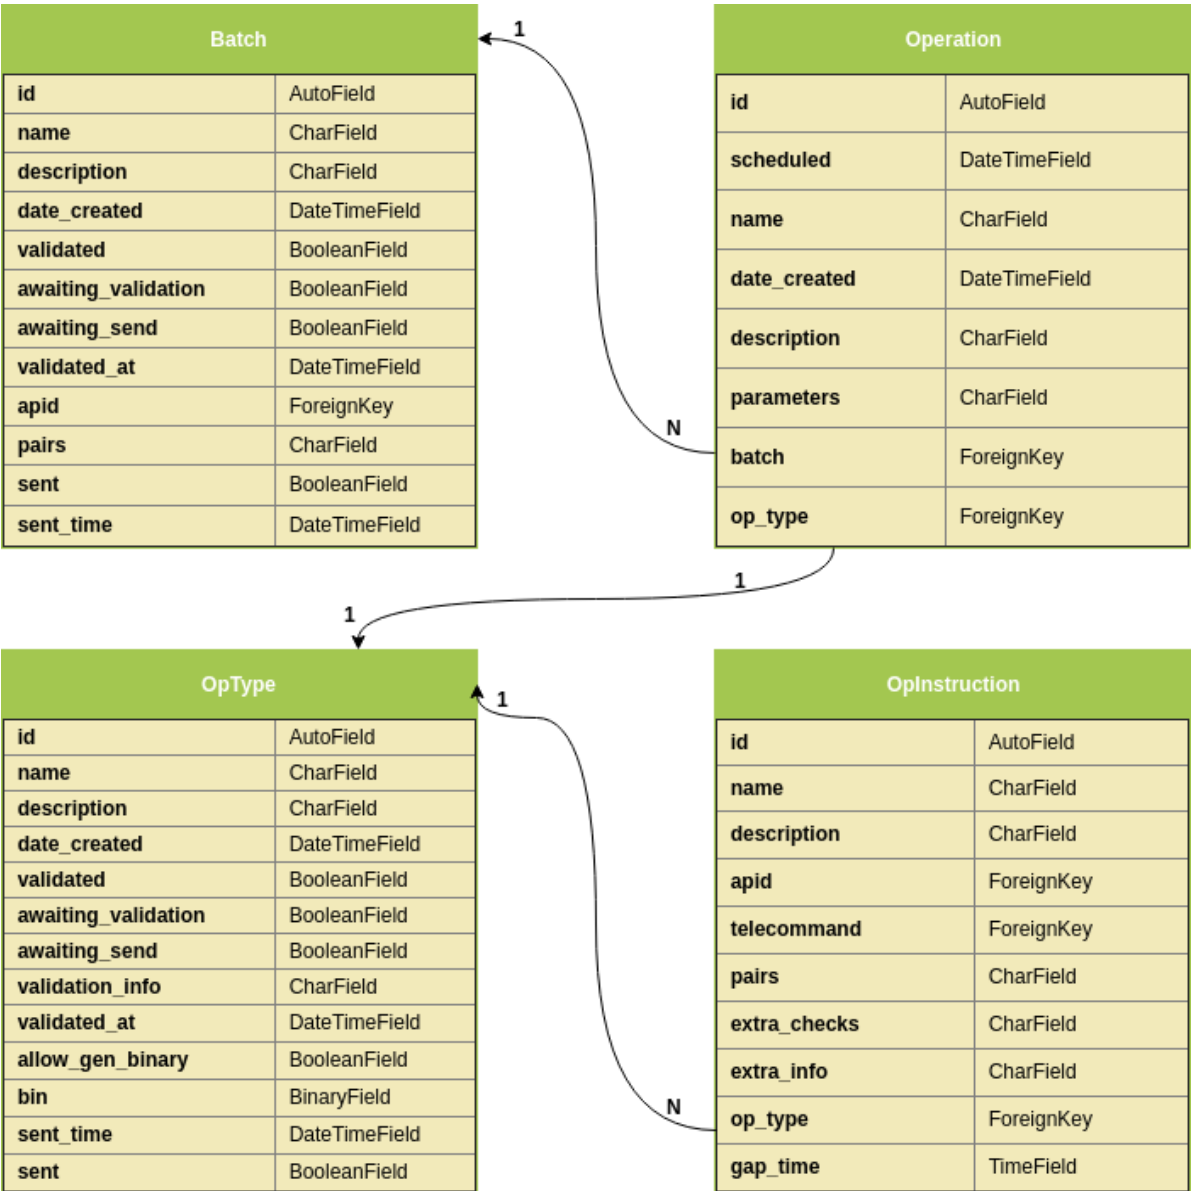 Batch
id AutoField
name CharField
description CharField
date_created DateTimeField
validated BooleanField
awaiting_validation BooleanField
awaiting_send BooleanField
validated_at DateTimeField
apid ForeignKey
pairs CharField
sent BooleanField
sent_time DateTimeField
1
N
Operation
id AutoField
scheduled DateTimeField
name CharField
date_created DateTimeField
description CharField
parameters CharField
batch ForeignKey
op_type ForeignKey
1
1
OpType
id AutoField
name CharField
description CharField
date_created DateTimeField
validated BooleanField
awaiting_validation BooleanField
awaiting_send BooleanField
validation_info CharField
validated_at DateTimeField
allow_gen_binary BooleanField
bin BinaryField
sent_time DateTimeField
sent BooleanField
1
N
OpInstruction
id AutoField
name CharField
description CharField
apid ForeignKey
telecommand ForeignKey
pairs CharField
extra_checks CharField
extra_info CharField
op_type ForeignKey
gap_time TimeField